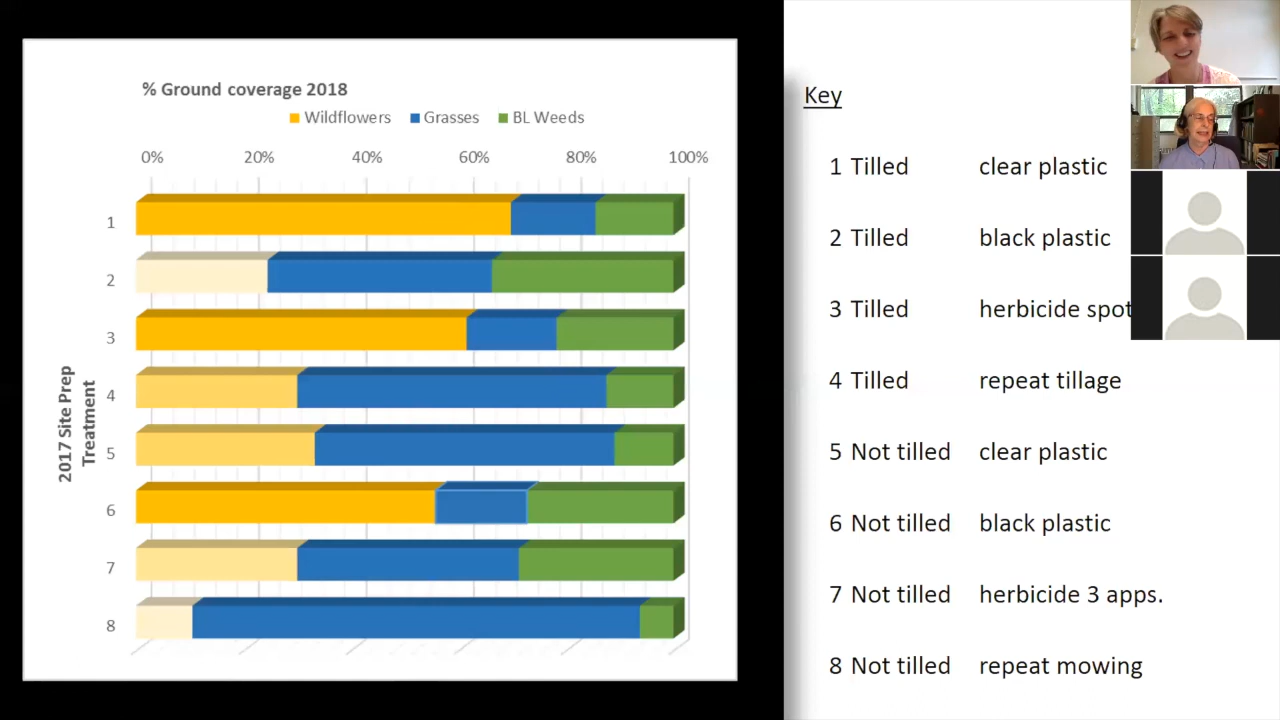 % Ground coverage 2018
Wildflowers Grasses BL Weeds
0% 20% 40% 60% 80% 100%
2017 Site Prep
Treatment
1
2
3
4
5
6
7
8
Key
1 Tilled clear plastic
2 Tilled black plastic
3 Tilled herbicide spot
4 Tilled repeat tillage
5 Not tilled clear plastic
6 Not tilled black plastic
7 Not tilled herbicide 3 apps.
8 Not tilled repeat mowing